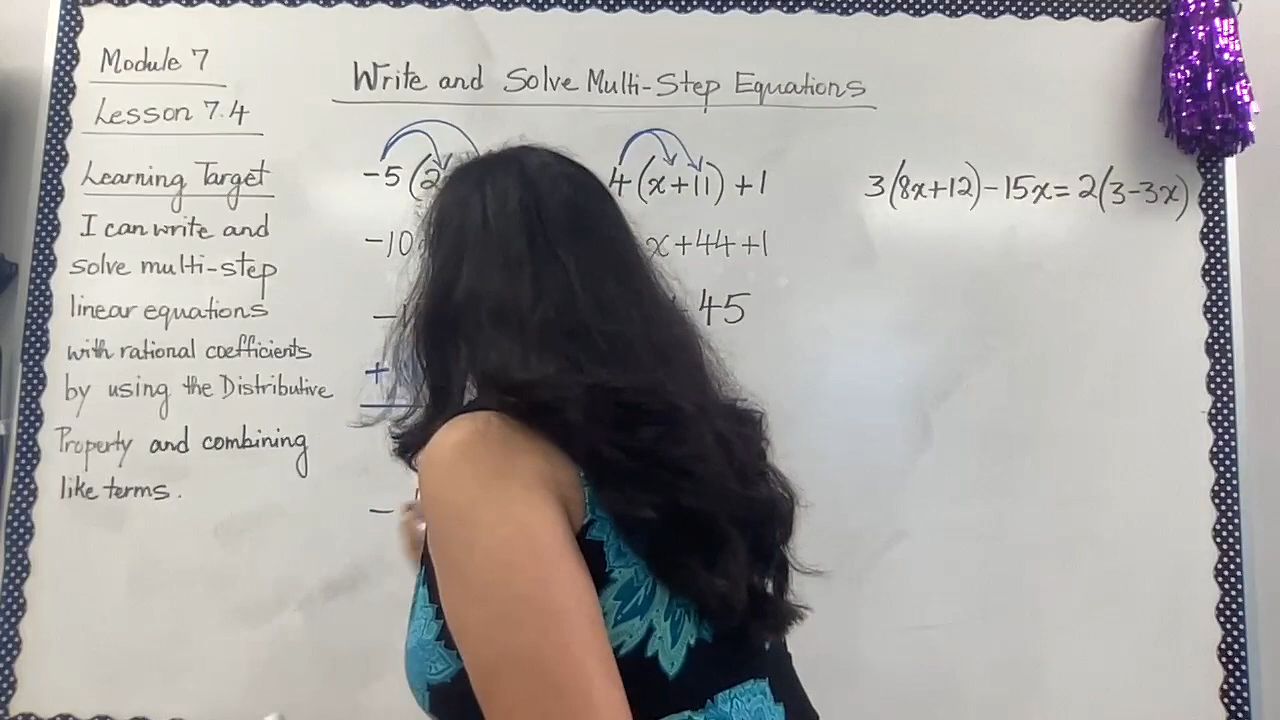 Module 7
Lesson 7.4
Learning Target
I can write and
solve multi-step
linear equations
with rational coefficients
by using the Distributive
Property and combining
like terms.
Write and Solve Multi-Step Equations
-5(2 4(x+11)+1
-10 x+44+1
- 45
+
-
3(8x+12)-15x=2(3-3x)